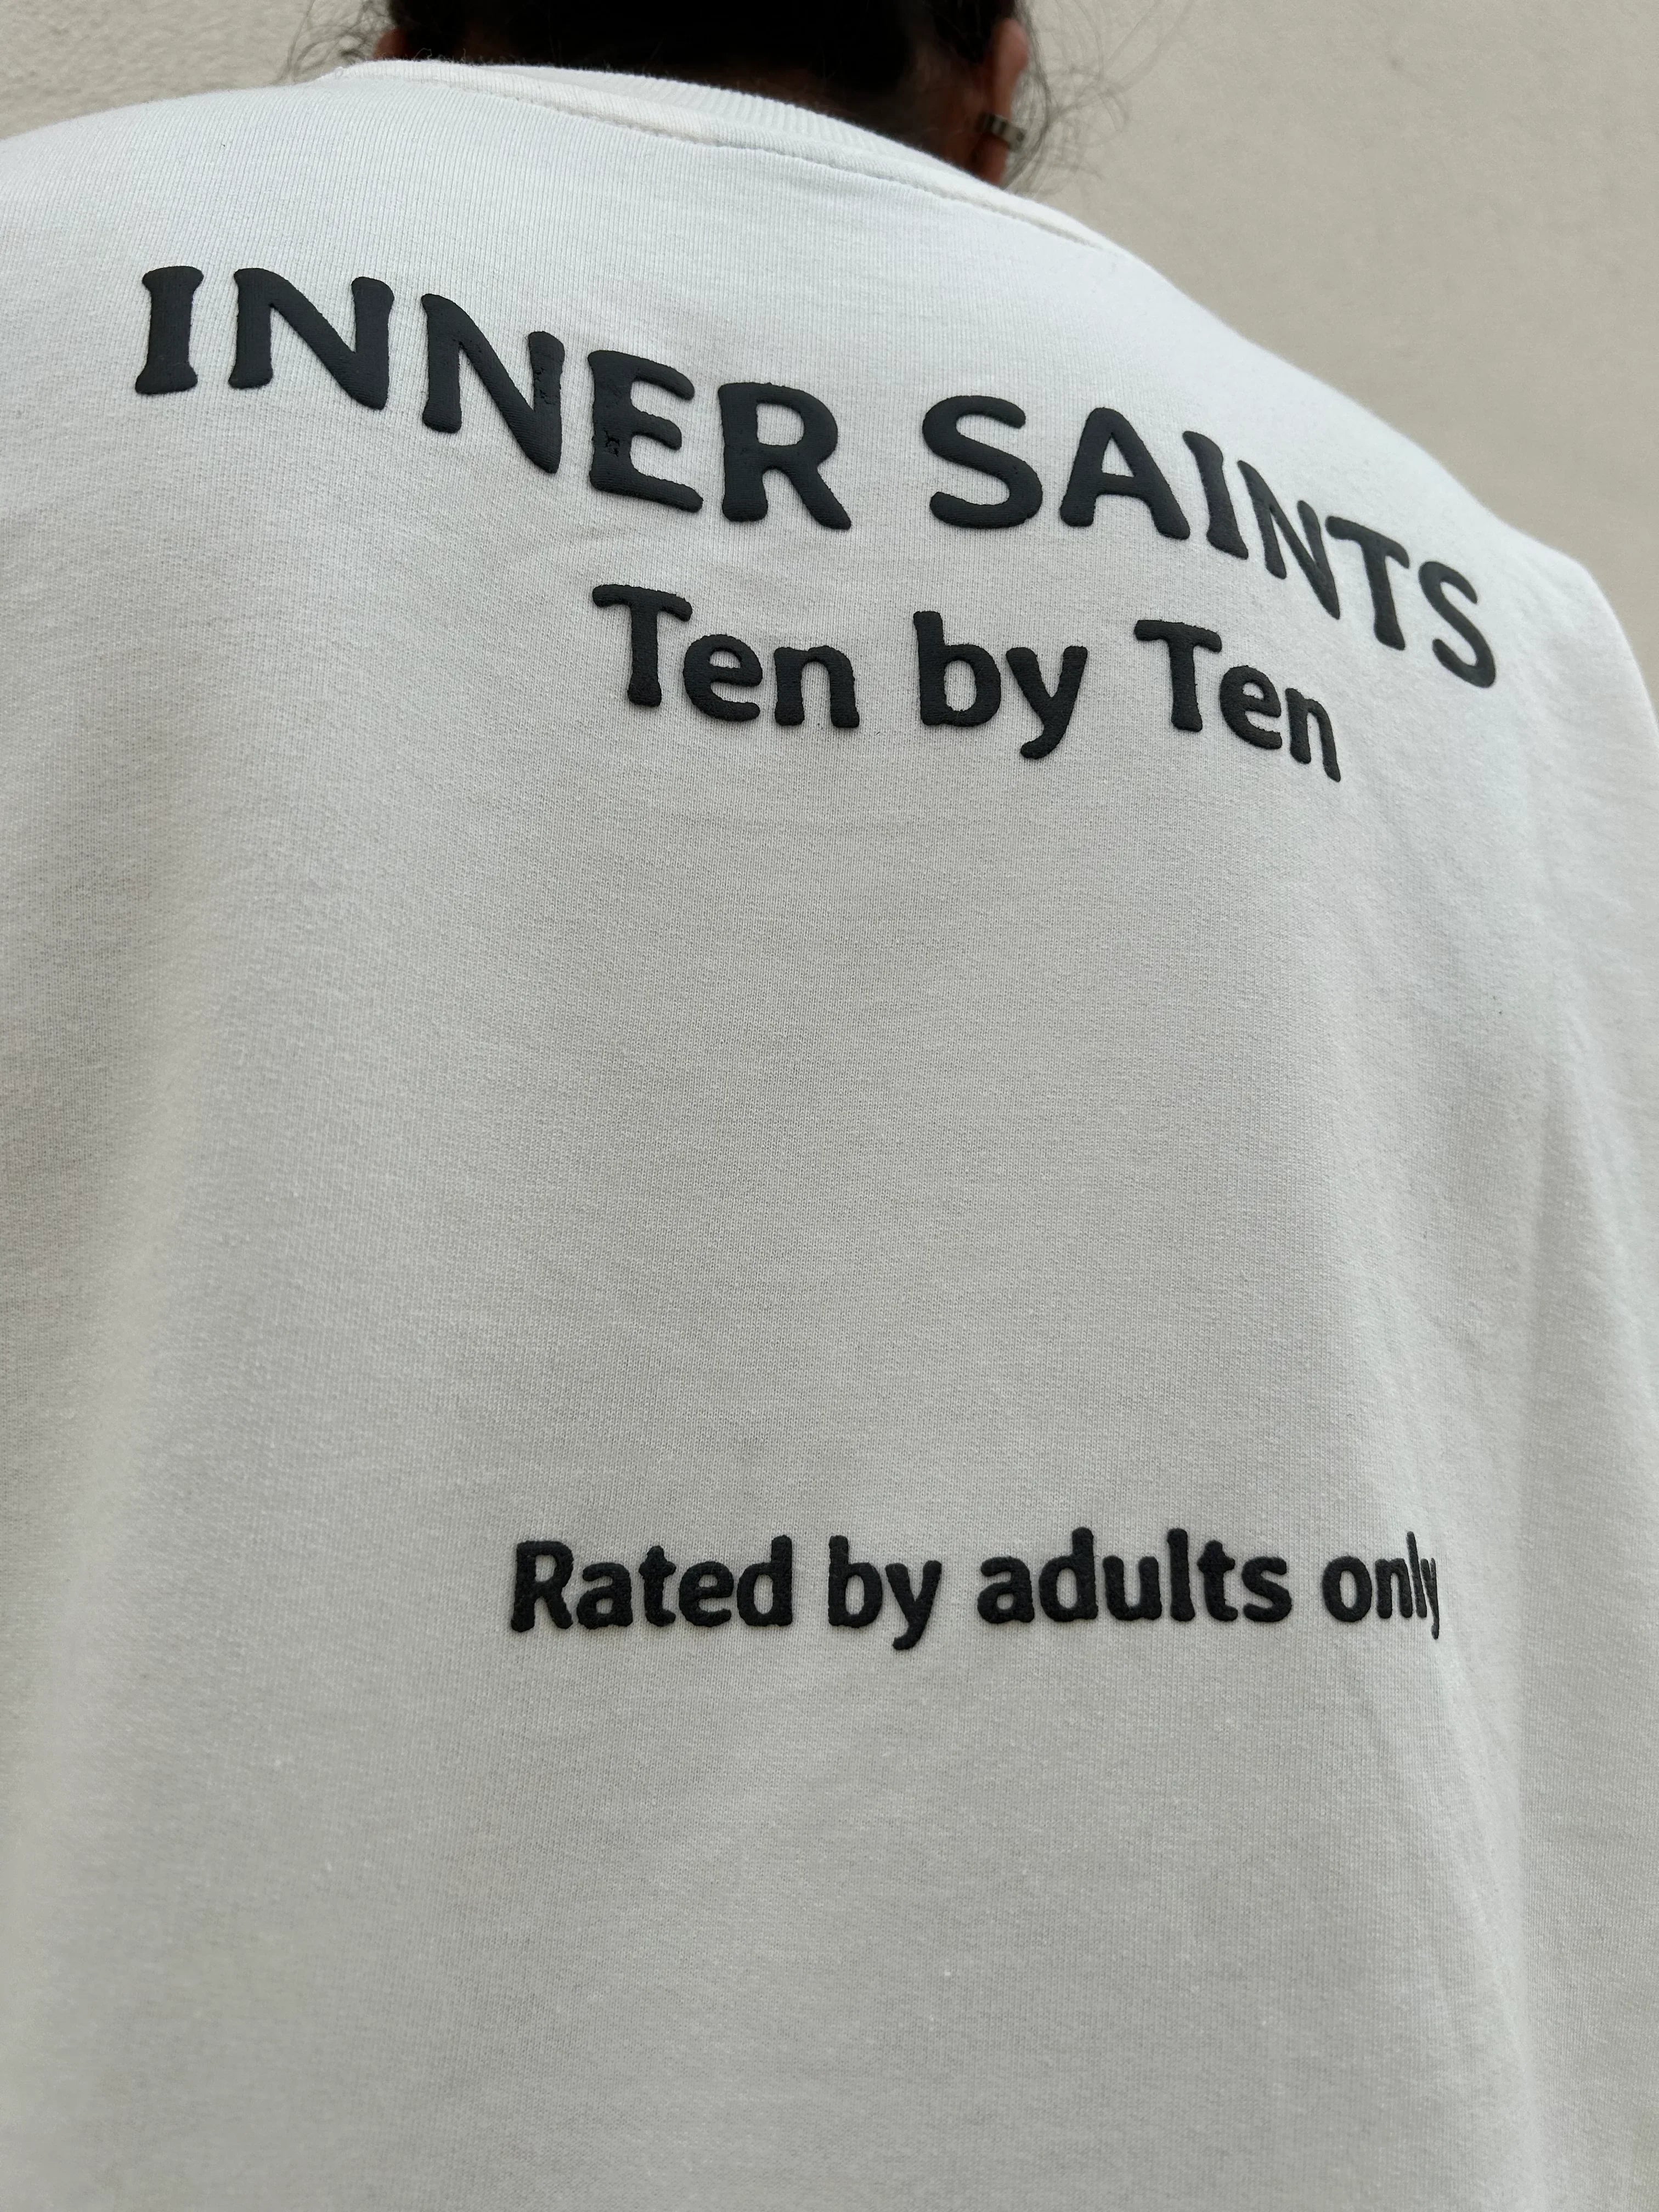 INNER SAINTS
Ten by Ten
Rated by adults only